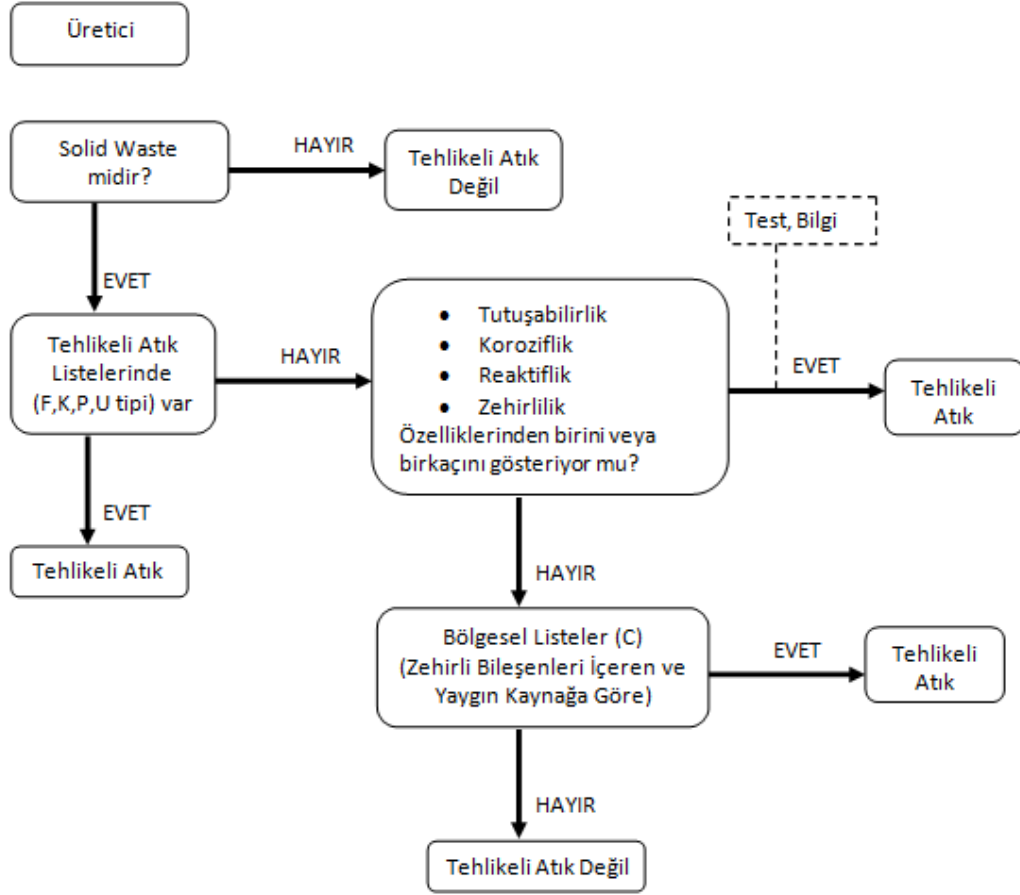 Üretici
Solid Waste
midir?
HAYIR
Tehlikeli Atık
Değil
Test, Bilgi
EVET
Tehlikeli Atık
Listelerinde
(F,K,P,U tipi) var
HAYIR
• Tutuşabilirlik
• Koroziflik
• Reaktiflik
• Zehirlilik
Özelliklerinden birini veya
birkaçını gösteriyor mu?
EVET
Tehlikeli
Atık
EVET
Tehlikeli Atık
HAYIR
Bölgesel Listeler (C)
(Zehirli Bileşenleri İçeren ve
Yaygın Kaynağa Göre)
EVET
Tehlikeli
Atık
HAYIR
Tehlikeli Atık Değil